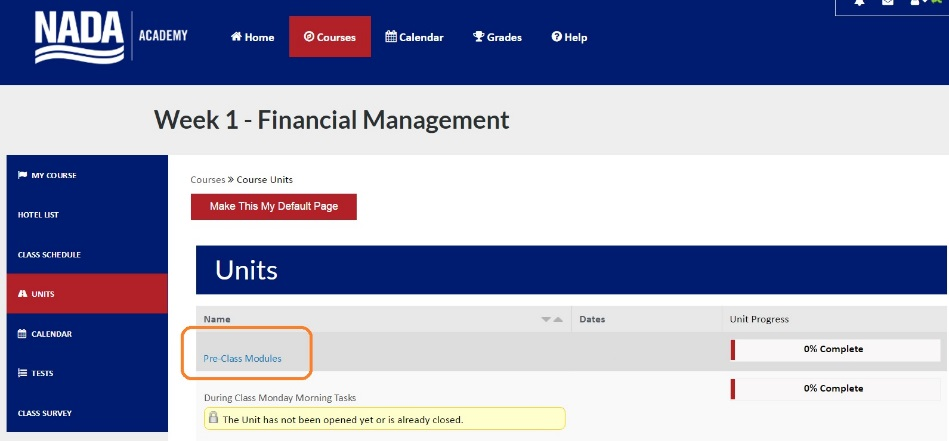 NADA
ACADEMY
Home
Courses
Calendar
Grades
Help
Week 1 - Financial Management
MY COURSE
HOTEL LIST
CLASS SCHEDULE
UNITS
CALENDAR
TESTS
CLASS SURVEY
Courses » Course Units
Make This My Default Page
Units
Name
Dates
Unit Progress
Pre-Class Modules
0% Complete
During Class Monday Morning Tasks
0% Complete
The Unit has not been opened yet or is already closed.